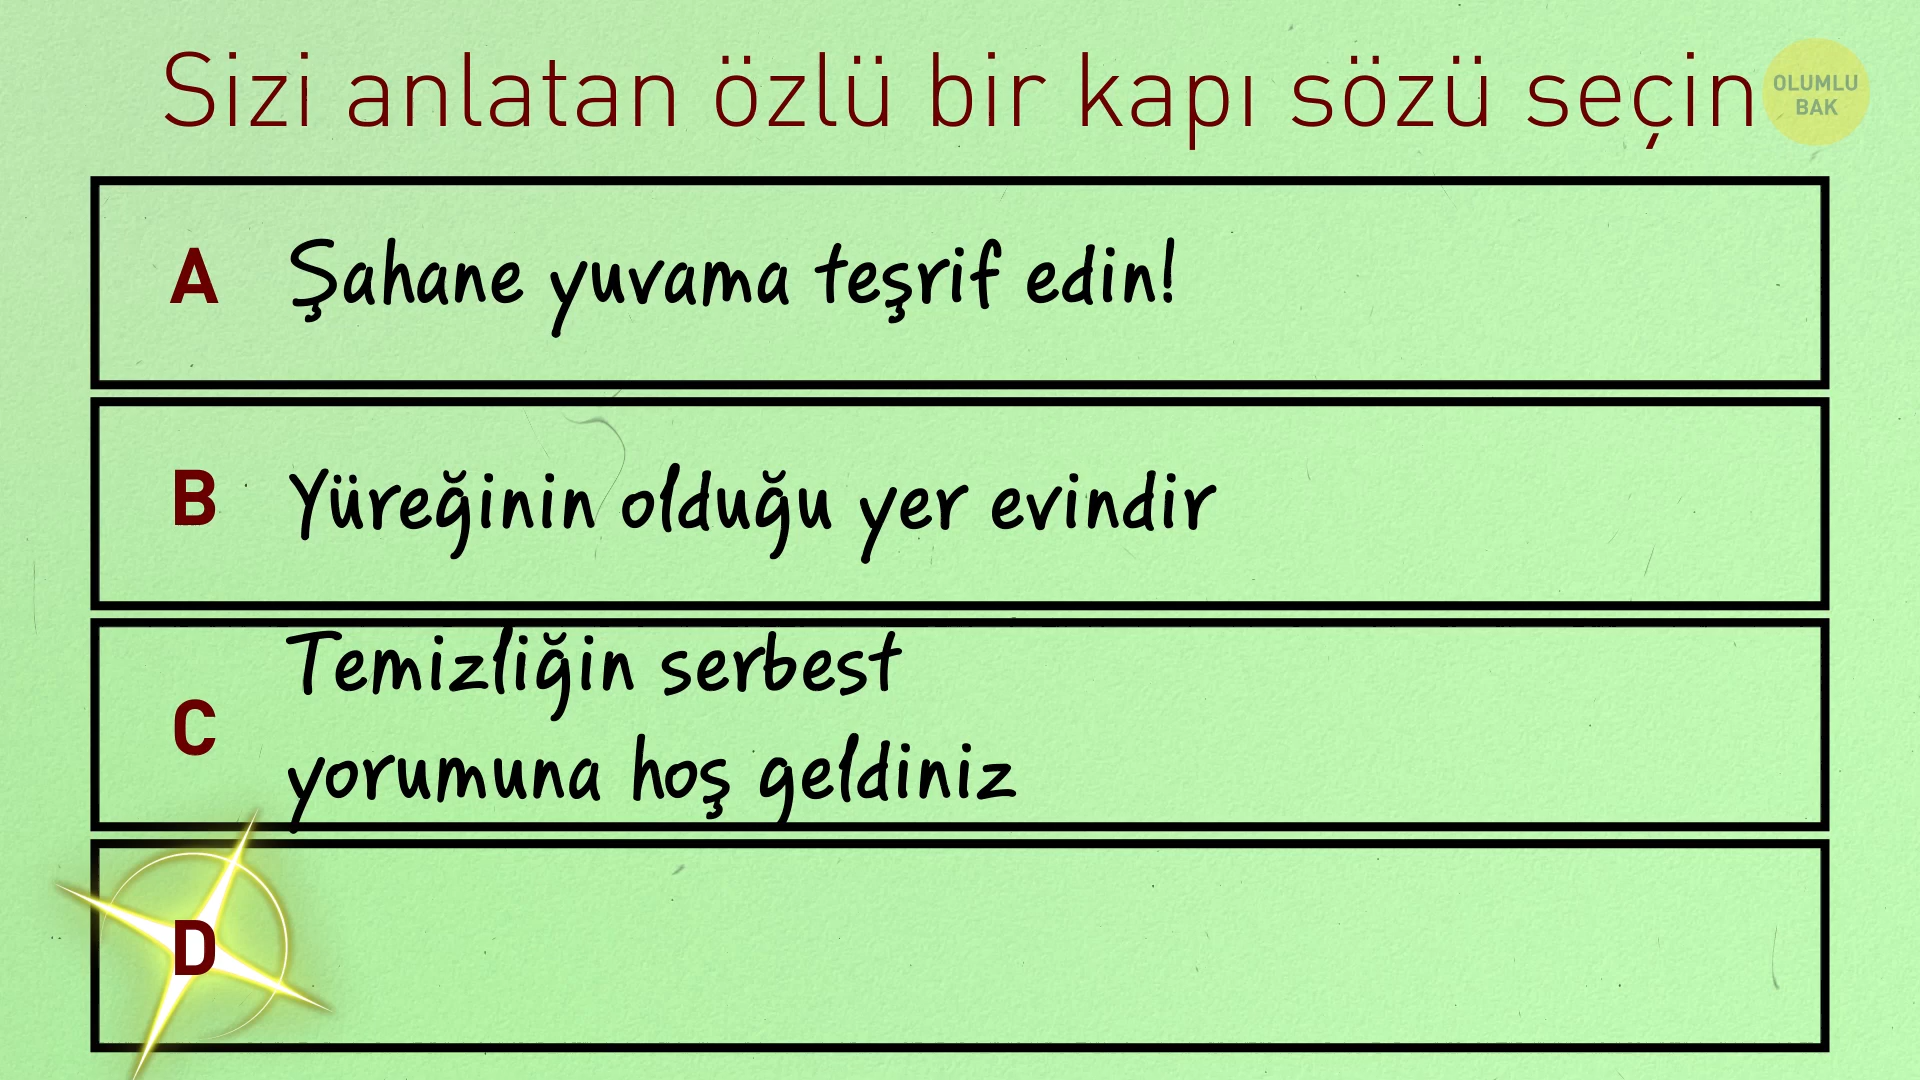 Sizi anlatan özlü bir kapı sözü seçin
OLUMLU
BAK
A Şahane yuvama teşrif edin!
B Yüreğinin olduğu yer evindir
C Temizliğin serbest
yorumuna hoş geldiniz
D